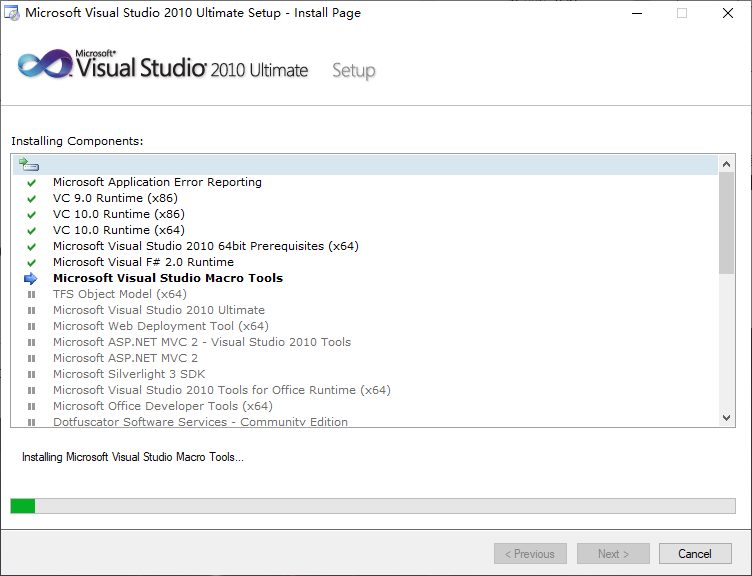 Microsoft Visual Studio 2010 Ultimate Setup - Install Page
Microsoft®
Visual Studio® 2010 Ultimate Setup
Installing Components:
Microsoft Application Error Reporting
VC 9.0 Runtime (x86)
VC 10.0 Runtime (x86)
VC 10.0 Runtime (x64)
Microsoft Visual Studio 2010 64bit Prerequisites (x64)
Microsoft Visual F# 2.0 Runtime
Microsoft Visual Studio Macro Tools
TFS Object Model (x64)
Microsoft Visual Studio 2010 Ultimate
Microsoft Web Deployment Tool (x64)
Microsoft ASP.NET MVC 2 - Visual Studio 2010 Tools
Microsoft ASP.NET MVC 2
Microsoft Silverlight 3 SDK
Microsoft Visual Studio 2010 Tools for Office Runtime (x64)
Microsoft Office Developer Tools (x64)
Dotfuscator Software Services - Community Edition
Installing Microsoft Visual Studio Macro Tools...
< Previous Next > Cancel